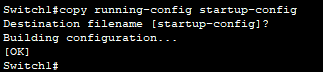 Switch1#copy running-config startup-config
Destination filename [startup-config]?
Building configuration...
[OK]
Switch1#